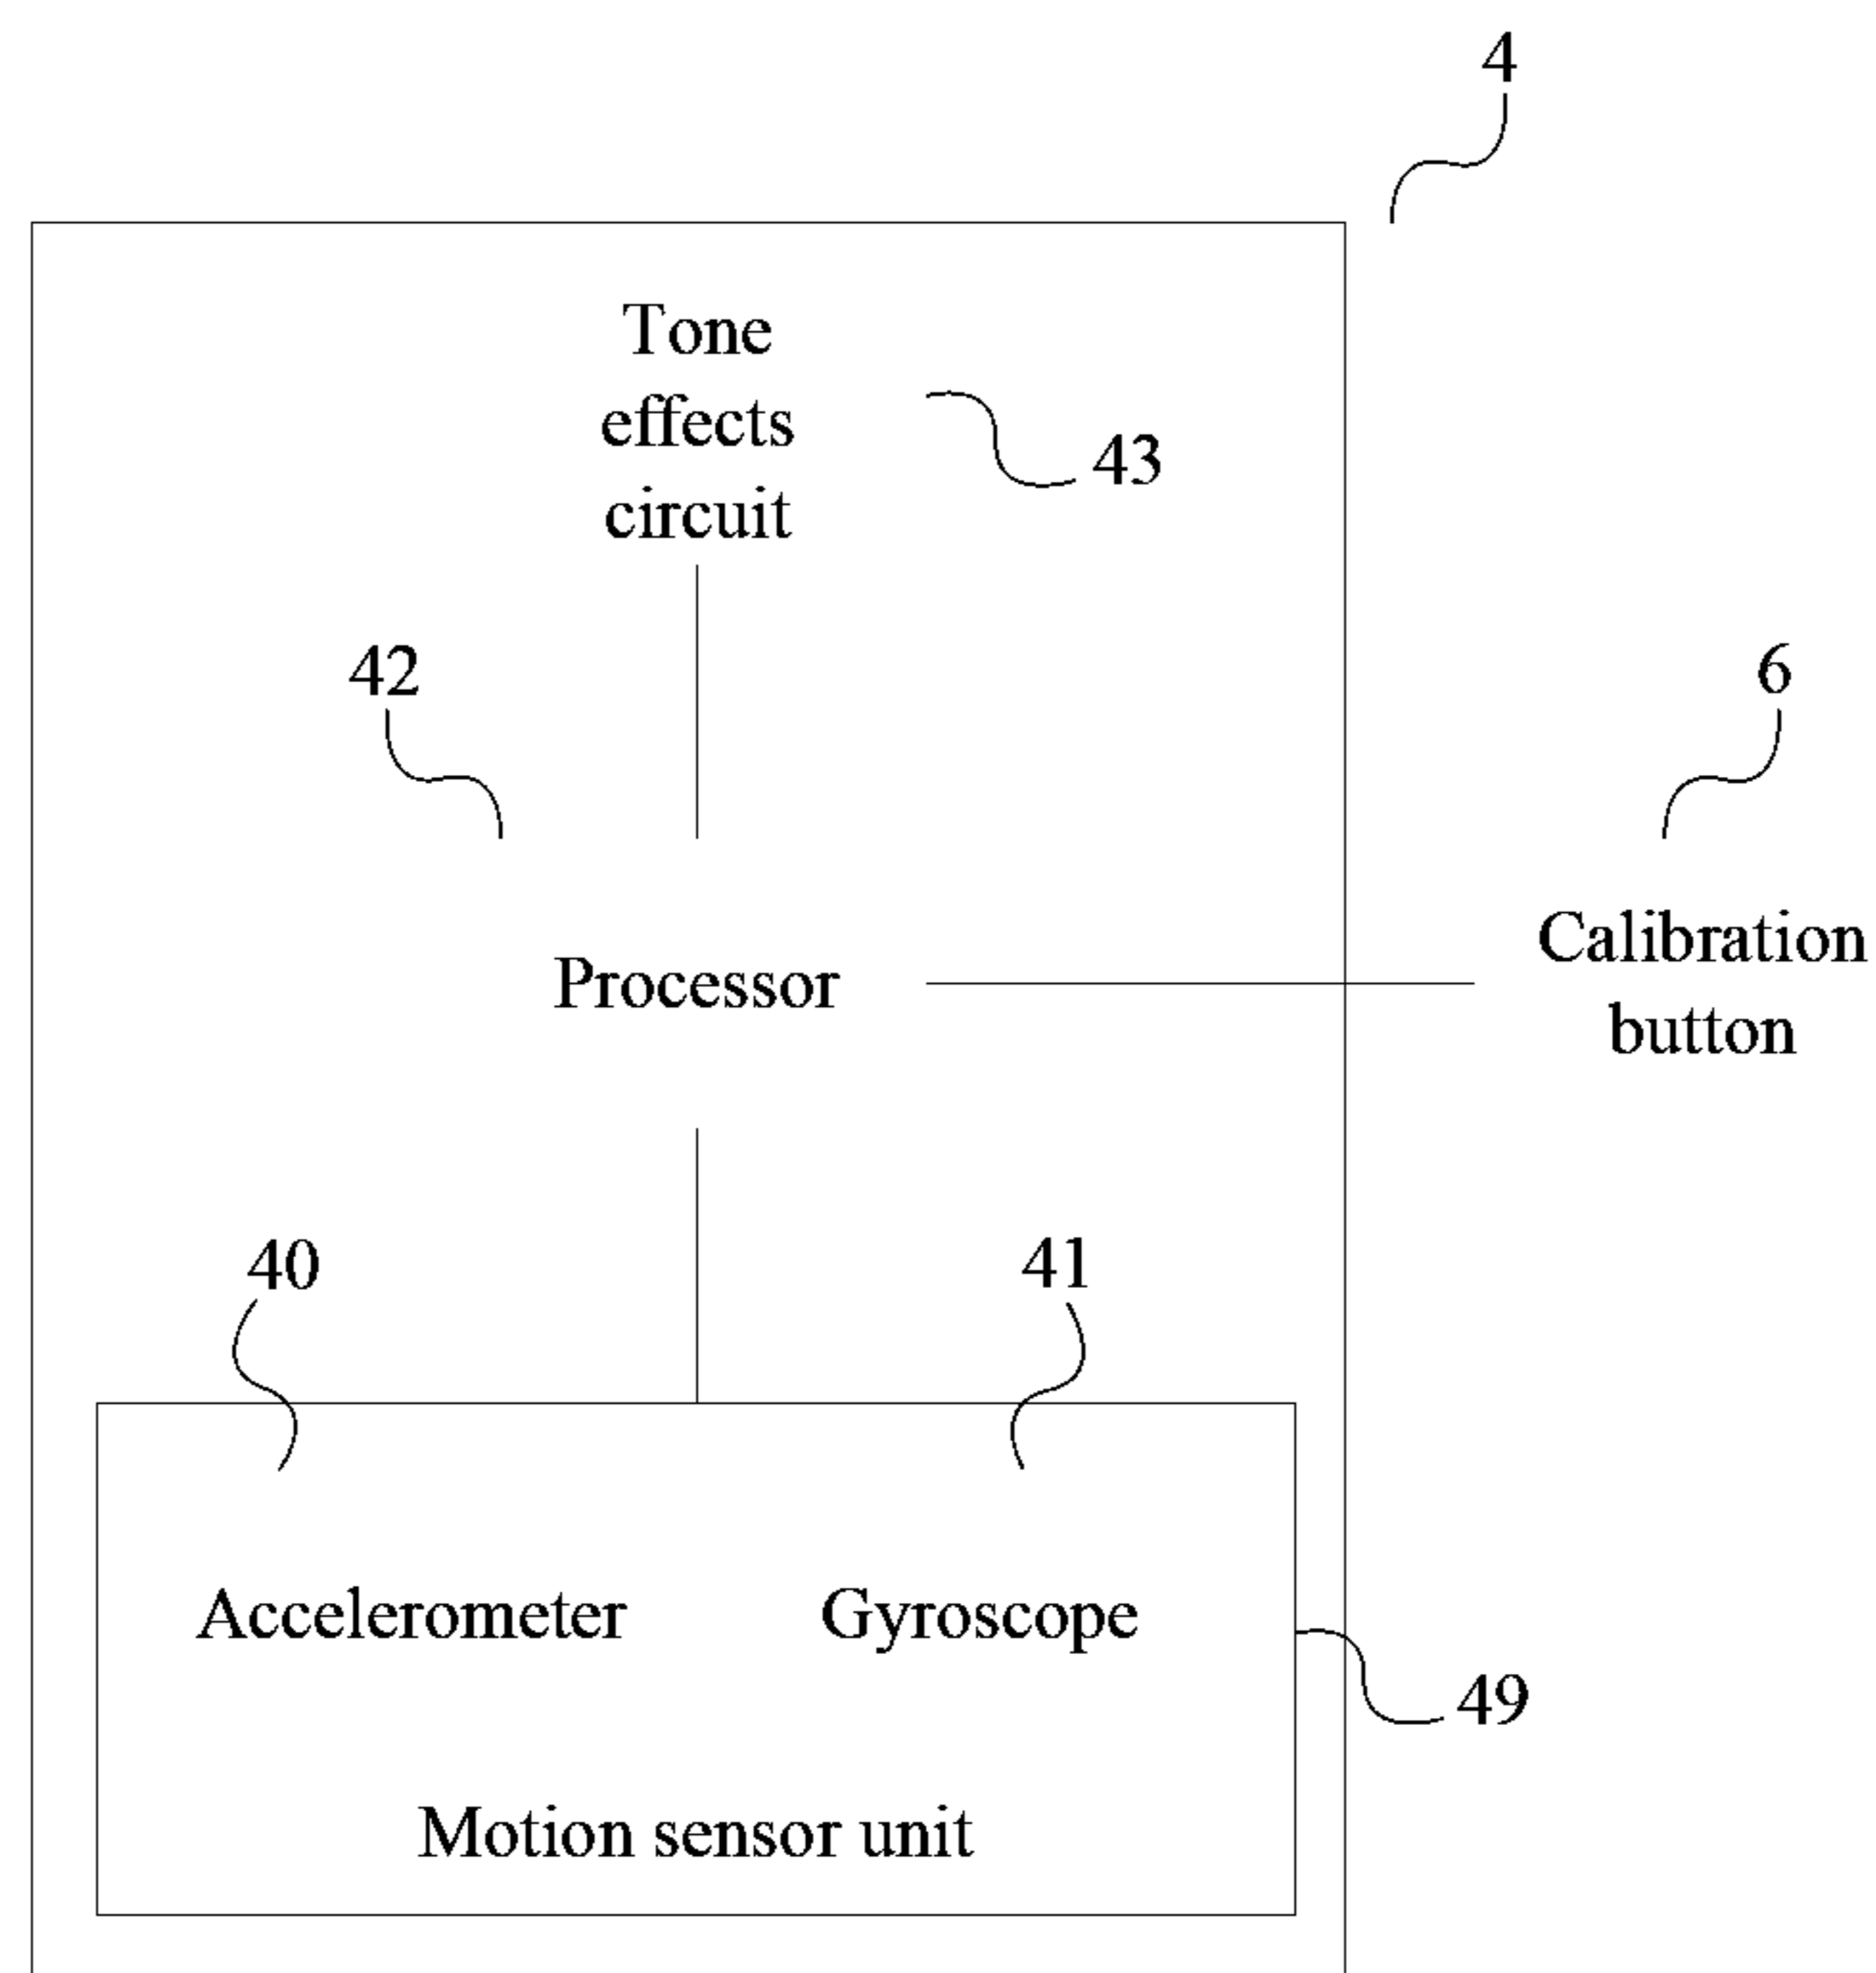 4
Tone
effects
circuit
43
42
6
Processor
Calibration
button
40
41
Accelerometer
Gyroscope
49
Motion sensor unit